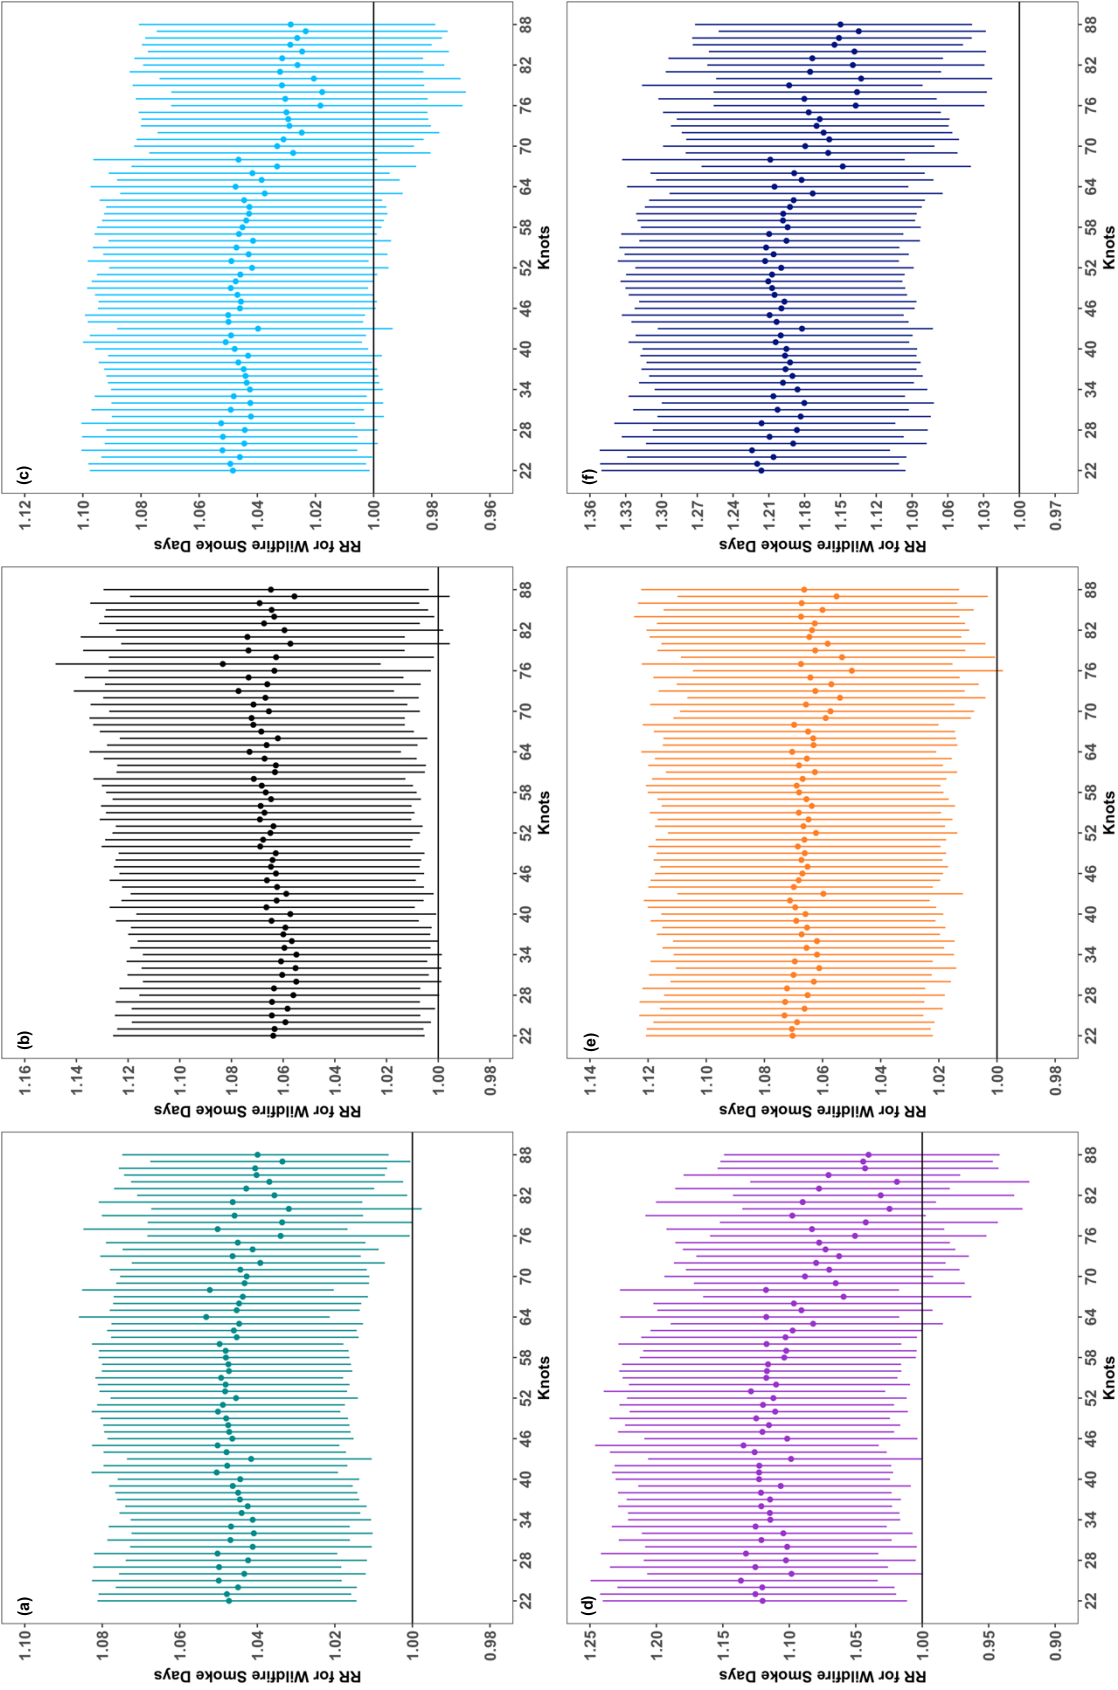 (a)
RR for Wildfire Smoke Days
1.10
1.08
1.06
1.04
1.02
1.00
0.98
22 28 34 40 46 52 58 64 70 76 82 88
Knots
(b)
RR for Wildfire Smoke Days
1.16
1.14
1.12
1.10
1.08
1.06
1.04
1.02
1.00
0.98
22 28 34 40 46 52 58 64 70 76 82 88
Knots
(c)
RR for Wildfire Smoke Days
1.12
1.10
1.08
1.06
1.04
1.02
1.00
0.98
0.96
22 28 34 40 46 52 58 64 70 76 82 88
Knots
(d)
RR for Wildfire Smoke Days
1.25
1.20
1.15
1.10
1.05
1.00
0.95
0.90
22 28 34 40 46 52 58 64 70 76 82 88
Knots
(e)
RR for Wildfire Smoke Days
1.14
1.12
1.10
1.08
1.06
1.04
1.02
1.00
0.98
22 28 34 40 46 52 58 64 70 76 82 88
Knots
(f)
RR for Wildfire Smoke Days
1.36
1.33
1.30
1.27
1.24
1.21
1.18
1.15
1.12
1.09
1.06
1.03
1.00
0.97
22 28 34 40 46 52 58 64 70 76 82 88
Knots